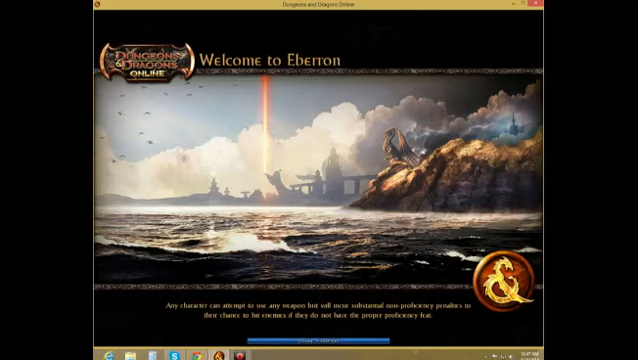 Dungeons and Dragons Online
DUNGEONS
& DRAGONS
ONLINE
Welcome to Eberron
Any character can attempt to use any weapon but will incur substantial non-proficiency penalties to
their chance to hit enemies if they do not have the proper proficiency feat.